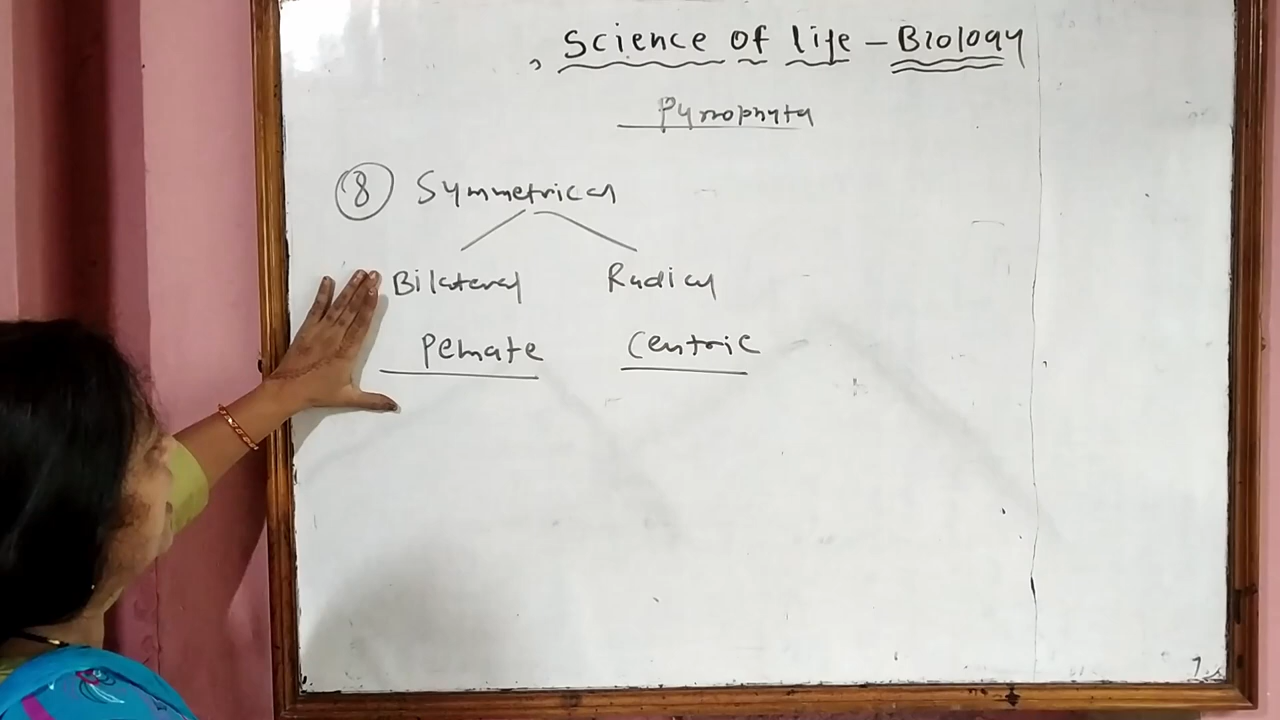 Science of life - Biology
Pyrrophyta
8 Symmetrical
Bilateral Radial
Pennate Centric